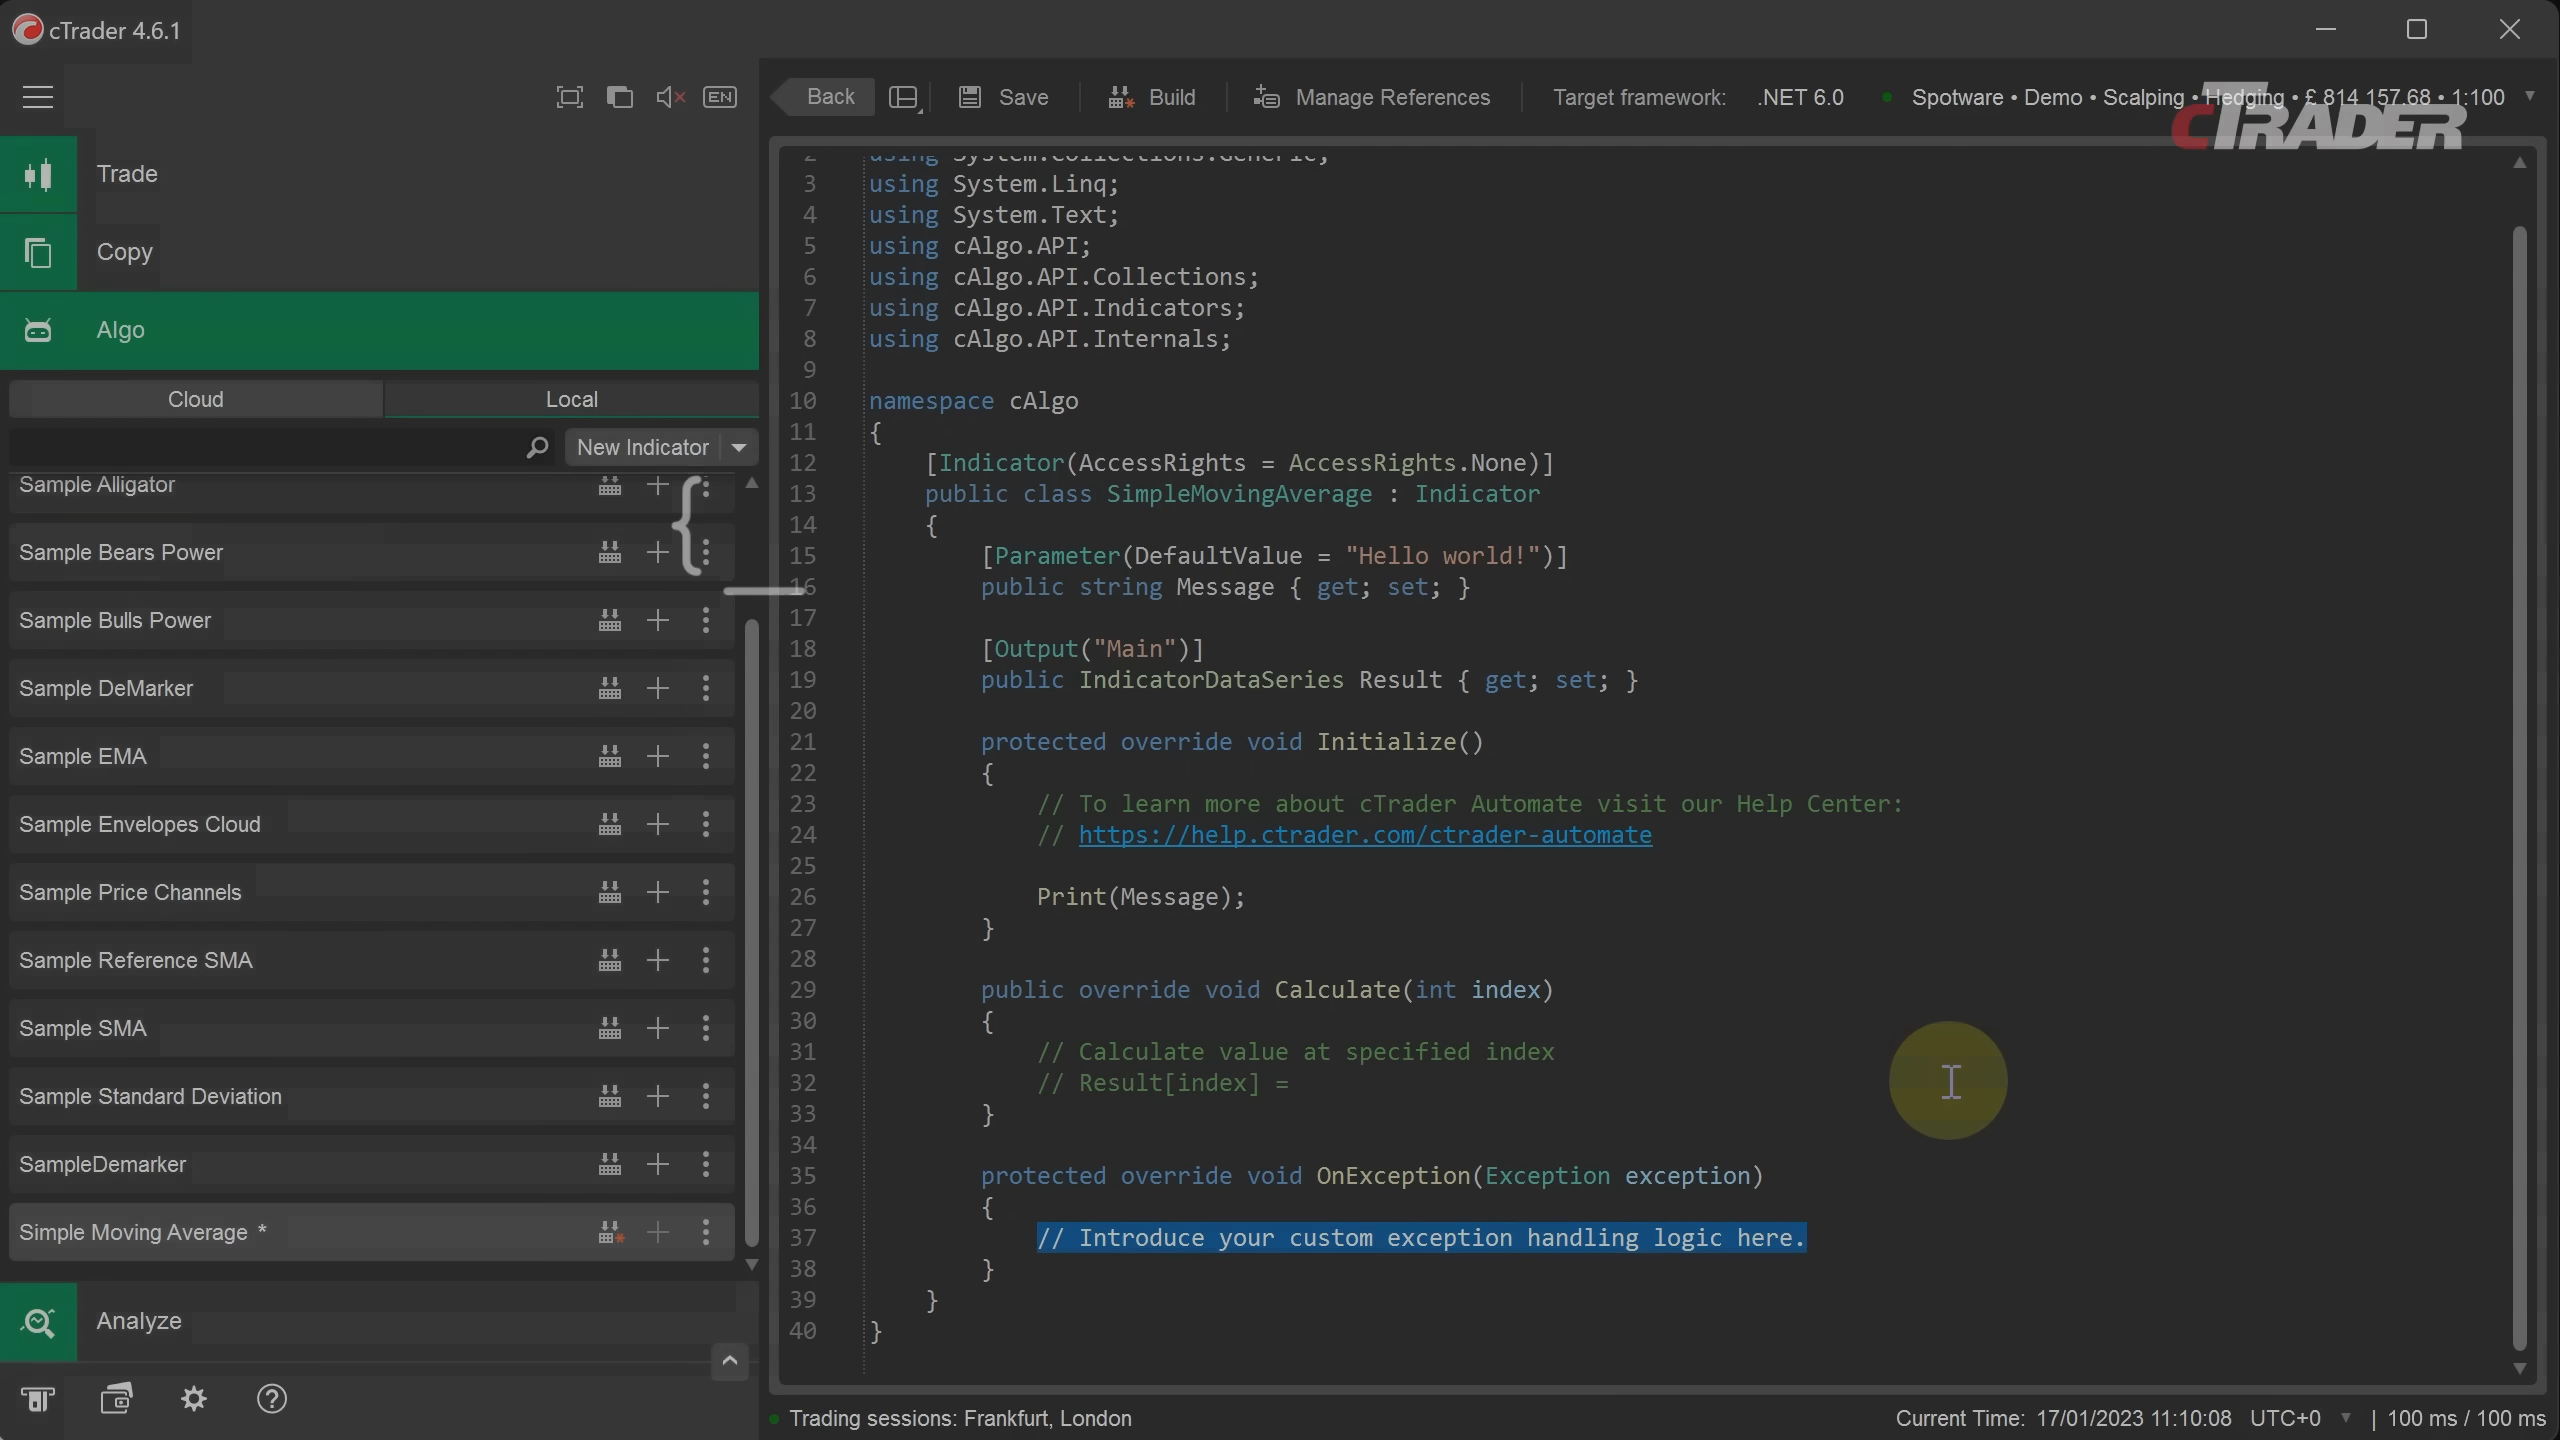 cTrader 4.6.1
EN
Back
Save
Build
Manage References
Target framework: .NET 6.0
Spotware • Demo • Scalping • Hedging • £ 814 157.68 • 1:100
cTRADER
Trade
Copy
Algo
Cloud
Local
New Indicator
Sample Alligator
Sample Bears Power
Sample Bulls Power
Sample DeMarker
Sample EMA
Sample Envelopes Cloud
Sample Price Channels
Sample Reference SMA
Sample SMA
Sample Standard Deviation
SampleDemarker
Simple Moving Average *
Analyze
{
2 using System.Collections.Generic;
3 using System.Linq;
4 using System.Text;
5 using cAlgo.API;
6 using cAlgo.API.Collections;
7 using cAlgo.API.Indicators;
8 using cAlgo.API.Internals;
9
10 namespace cAlgo
11 {
12 [Indicator(AccessRights = AccessRights.None)]
13 public class SimpleMovingAverage : Indicator
14 {
15 [Parameter(DefaultValue = "Hello world!")]
16 public string Message { get; set; }
17
18 [Output("Main")]
19 public IndicatorDataSeries Result { get; set; }
20
21 protected override void Initialize()
22 {
23 // To learn more about cTrader Automate visit our Help Center:
24 // https://help.ctrader.com/ctrader-automate
25
26 Print(Message);
27 }
28
29 public override void Calculate(int index)
30 {
31 // Calculate value at specified index
32 // Result[index] =
33 }
34
35 protected override void OnException(Exception exception)
36 {
37 // Introduce your custom exception handling logic here.
38 }
39 }
40 }
Trading sessions: Frankfurt, London
Current Time: 17/01/2023 11:10:08 UTC+0 | 100 ms / 100 ms